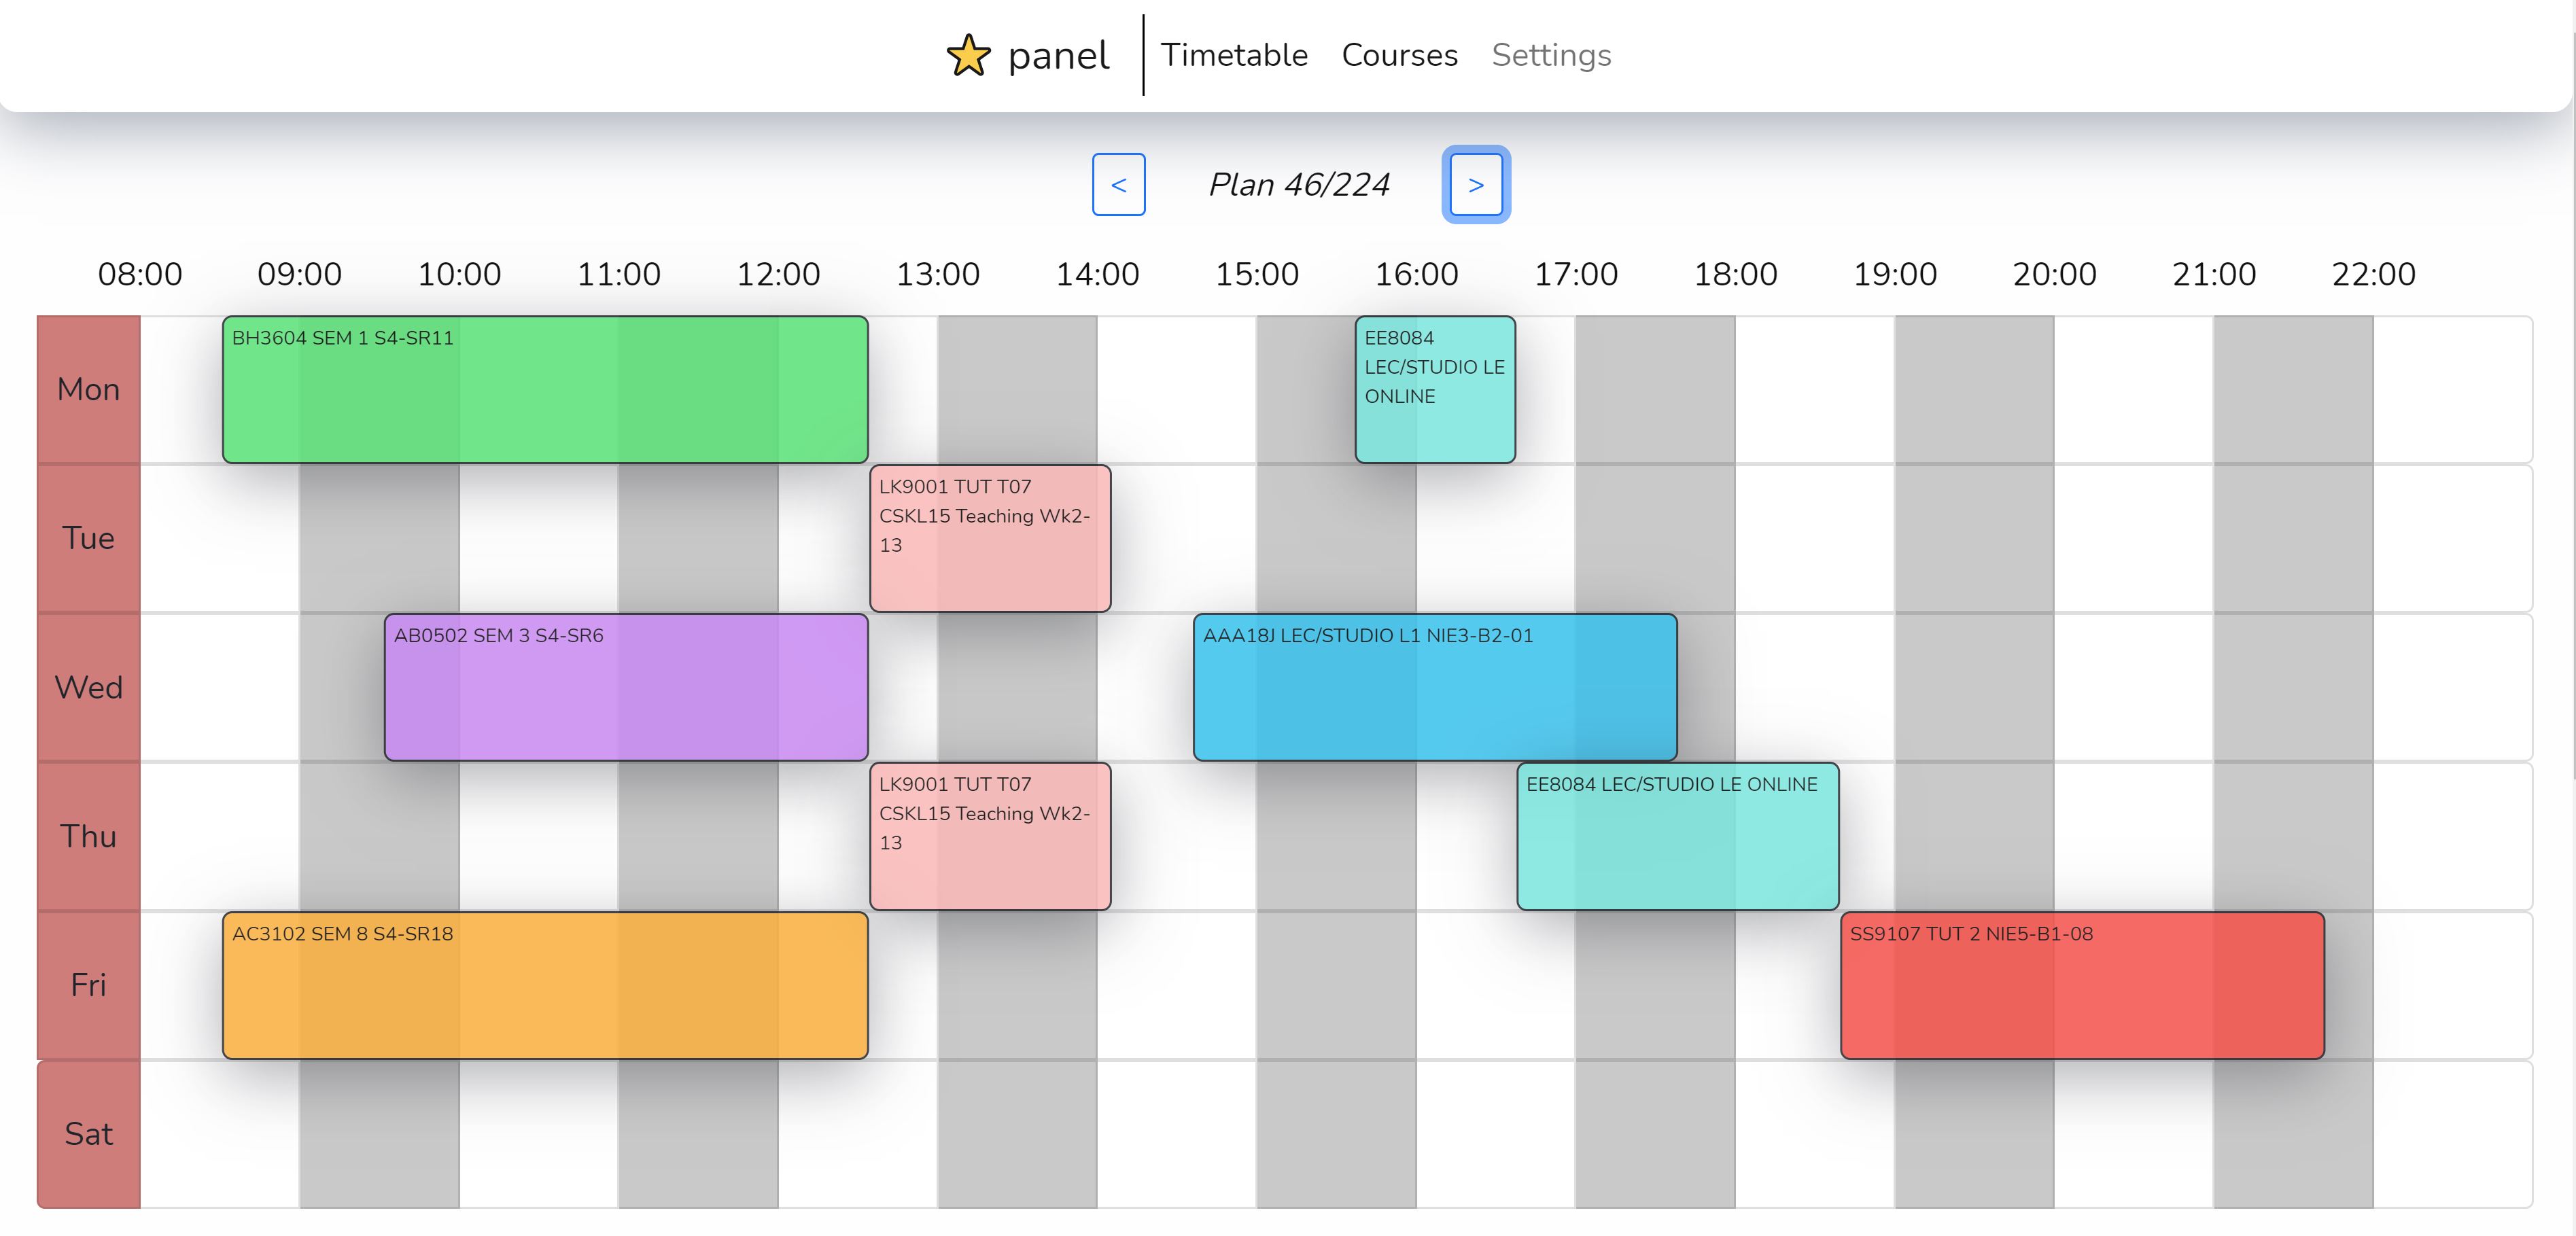 panel
Timetable Courses Settings
< Plan 46/224 >
08:00 09:00 10:00 11:00 12:00 13:00 14:00 15:00 16:00 17:00 18:00 19:00 20:00 21:00 22:00
Mon
BH3604 SEM 1 S4-SR11
EE8084
LEC/STUDIO LE
ONLINE
Tue
LK9001 TUT T07
CSKL15 Teaching Wk2-
13
Wed
AB0502 SEM 3 S4-SR6
AAA18J LEC/STUDIO L1 NIE3-B2-01
Thu
LK9001 TUT T07
CSKL15 Teaching Wk2-
13
EE8084 LEC/STUDIO LE ONLINE
Fri
AC3102 SEM 8 S4-SR18
SS9107 TUT 2 NIE5-B1-08
Sat